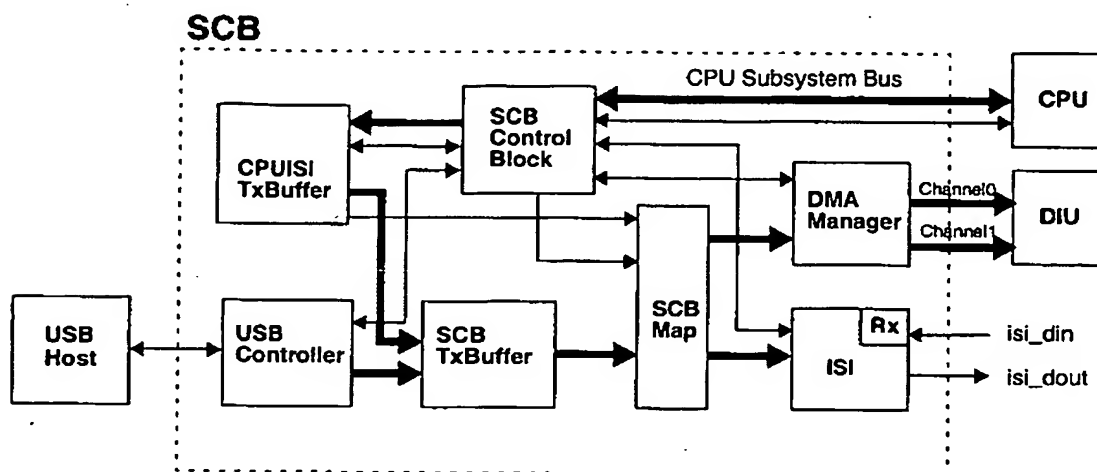 SCB
CPU Subsystem Bus
CPU
SCB
Control
Block
CPUISI
TxBuffer
DMA
Manager
Channel0
Channel1
DIU
SCB
Map
USB
Host
USB
Controller
SCB
TxBuffer
Rx
ISI
isi_din
isi_dout